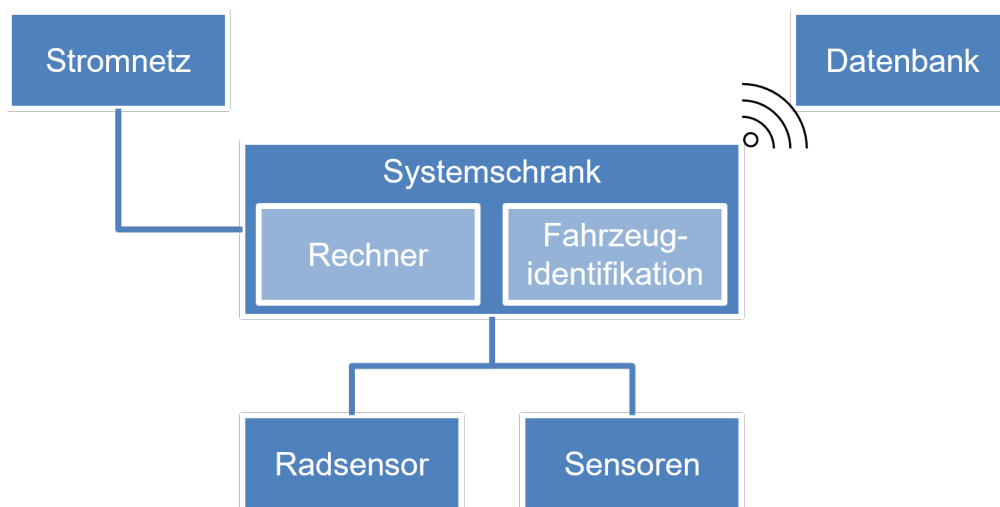 Stromnetz
Datenbank
Systemschrank
Rechner
Fahrzeug-
identifikation
Radsensor
Sensoren